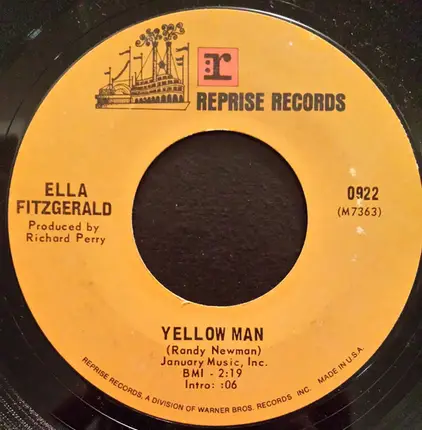 r
REPRISE RECORDS
ELLA
FITZGERALD
Produced by
Richard Perry
0922
(M7363)
YELLOW MAN
(Randy Newman)
January Music, Inc.
BMI - 2:19
Intro: :06
REPRISE RECORDS, A DIVISION OF WARNER BROS. RECORDS INC. MADE IN U.S.A.